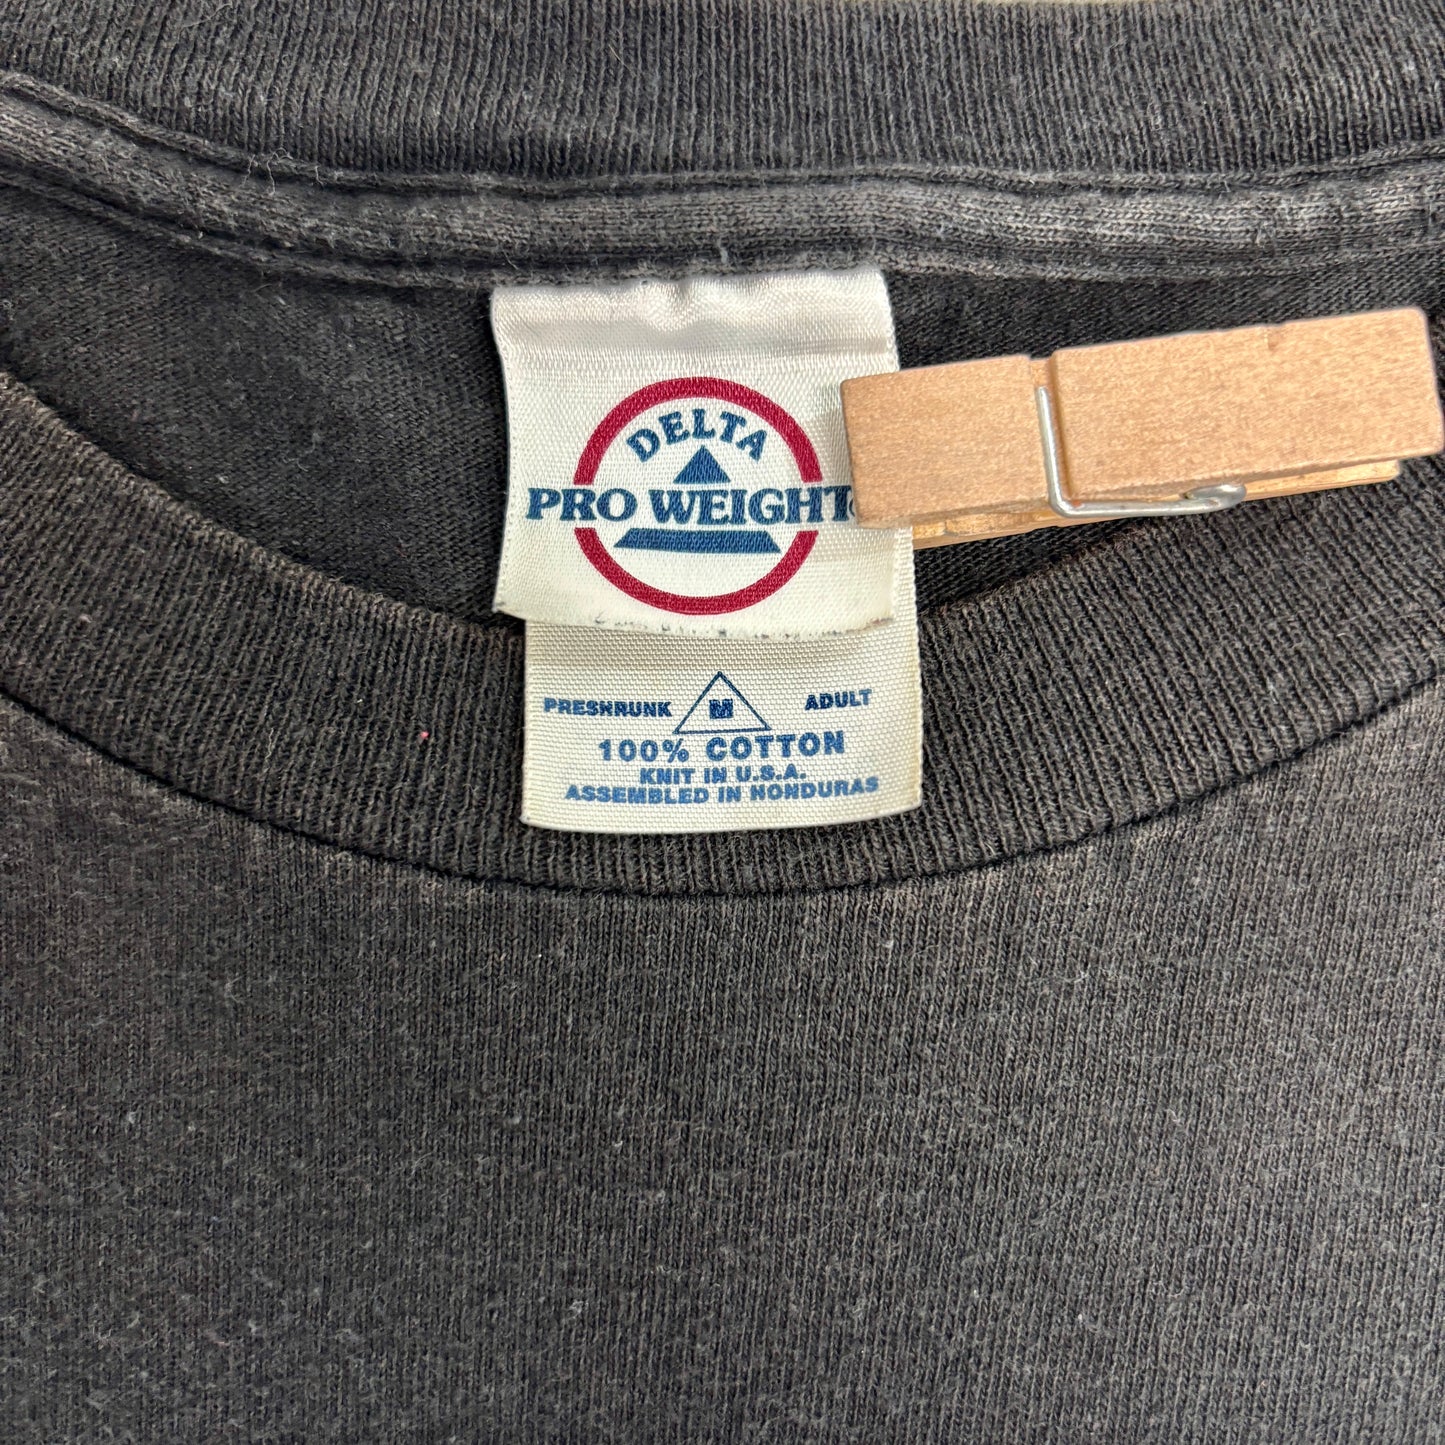 DELTA
PRO WEIGHT
PRESHRUNK M ADULT
100% COTTON
KNIT IN U.S.A.
ASSEMBLED IN HONDURAS